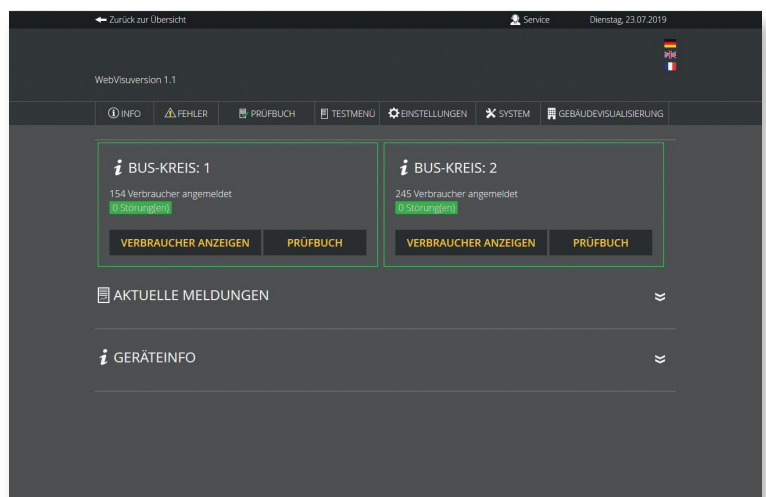 Zurück zur Übersicht Service Dienstag, 23.07.2019
WebVisuversion 1.1
INFO FEHLER PRÜFBUCH TESTMENÜ EINSTELLUNGEN SYSTEM GEBÄUDEVISUALISIERUNG
BUS-KREIS: 1
154 Verbraucher angemeldet
0 Störung(en)
VERBRAUCHER ANZEIGEN PRÜFBUCH
BUS-KREIS: 2
245 Verbraucher angemeldet
0 Störung(en)
VERBRAUCHER ANZEIGEN PRÜFBUCH
AKTUELLE MELDUNGEN
GERÄTEINFO